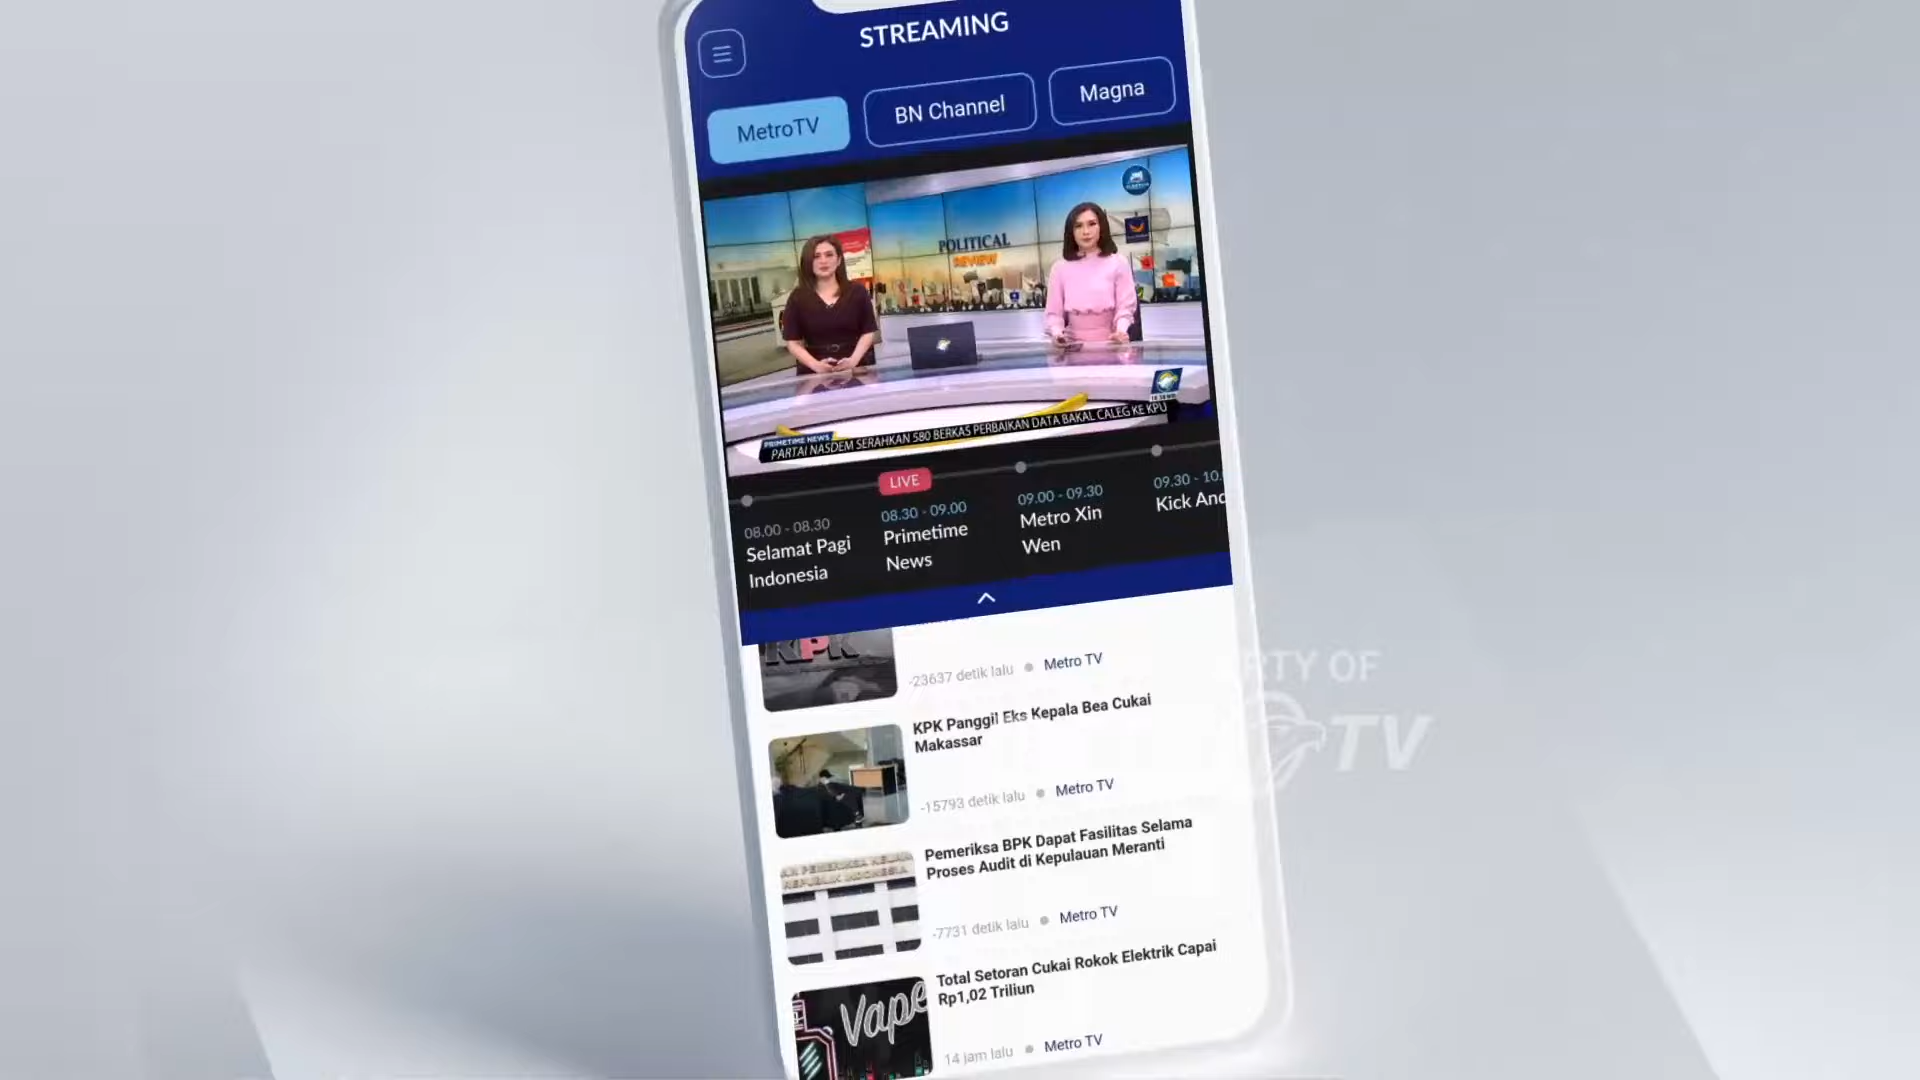 STREAMING
MetroTV
BN Channel
Magna
POLITICAL
REVIEW
PRIMETIME NEWS
PARTAI NASDEM SERAHKAN 580 BERKAS PERBAIKAN DATA BAKAL CALEG KE KPU
LIVE
08.00 - 08.30
Selamat Pagi
Indonesia
08.30 - 09.00
Primetime
News
09.00 - 09.30
Metro Xin
Wen
09.30 - 10.
Kick And
KPK
-23637 detik lalu
Metro TV
KPK Panggil Eks Kepala Bea Cukai
Makassar
-15793 detik lalu
Metro TV
Pemeriksa BPK Dapat Fasilitas Selama
Proses Audit di Kepulauan Meranti
REPUBLIK INDONESIA
-7731 detik lalu
Metro TV
Total Setoran Cukai Rokok Elektrik Capai
Rp1,02 Triliun
Vape
14 jam lalu
Metro TV
RTY OF
TV